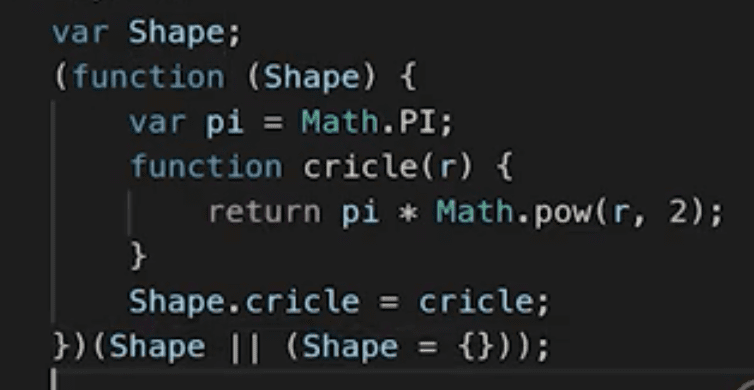 var Shape;
(function (Shape) {
    var pi = Math.PI;
    function cricle(r) {
        return pi * Math.pow(r, 2);
    }
    Shape.cricle = cricle;
})(Shape || (Shape = {}));